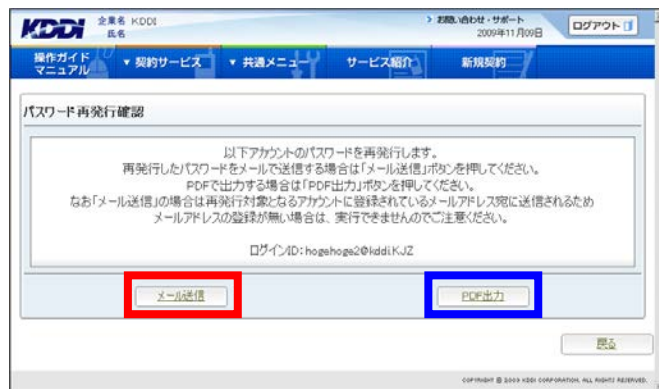 KDDI 企業名 KDDI
氏名
お問い合わせ・サポート
2009年11月09日
ログアウト
操作ガイド
マニュアル
▼ 契約サービス
▼ 共通メニュー
サービス紹介
新規契約
パスワード再発行確認
以下アカウントのパスワードを再発行します。
再発行したパスワードをメールで送信する場合は「メール送信」ボタンを押してください。
PDFで出力する場合は「PDF出力」ボタンを押してください。
なお「メール送信」の場合は再発行対象となるアカウントに登録されているメールアドレス宛に送信されるため
メールアドレスの登録が無い場合は、実行できませんのでご注意ください。
ログインID:hogehoge2@kddi.KJZ
メール送信
PDF出力
戻る
COPYRIGHT © 2009 KDDI CORPORATION, ALL RIGHTS RESERVED.